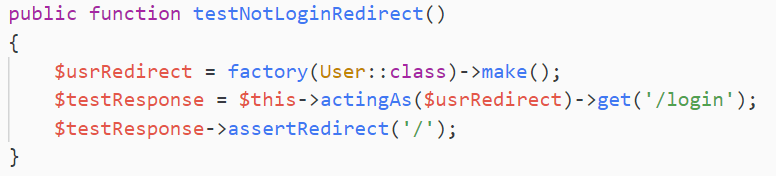 public function testNotLoginRedirect()
{
    $usrRedirect = factory(User::class)->make();
    $testResponse = $this->actingAs($usrRedirect)->get('/login');
    $testResponse->assertRedirect('/');
}